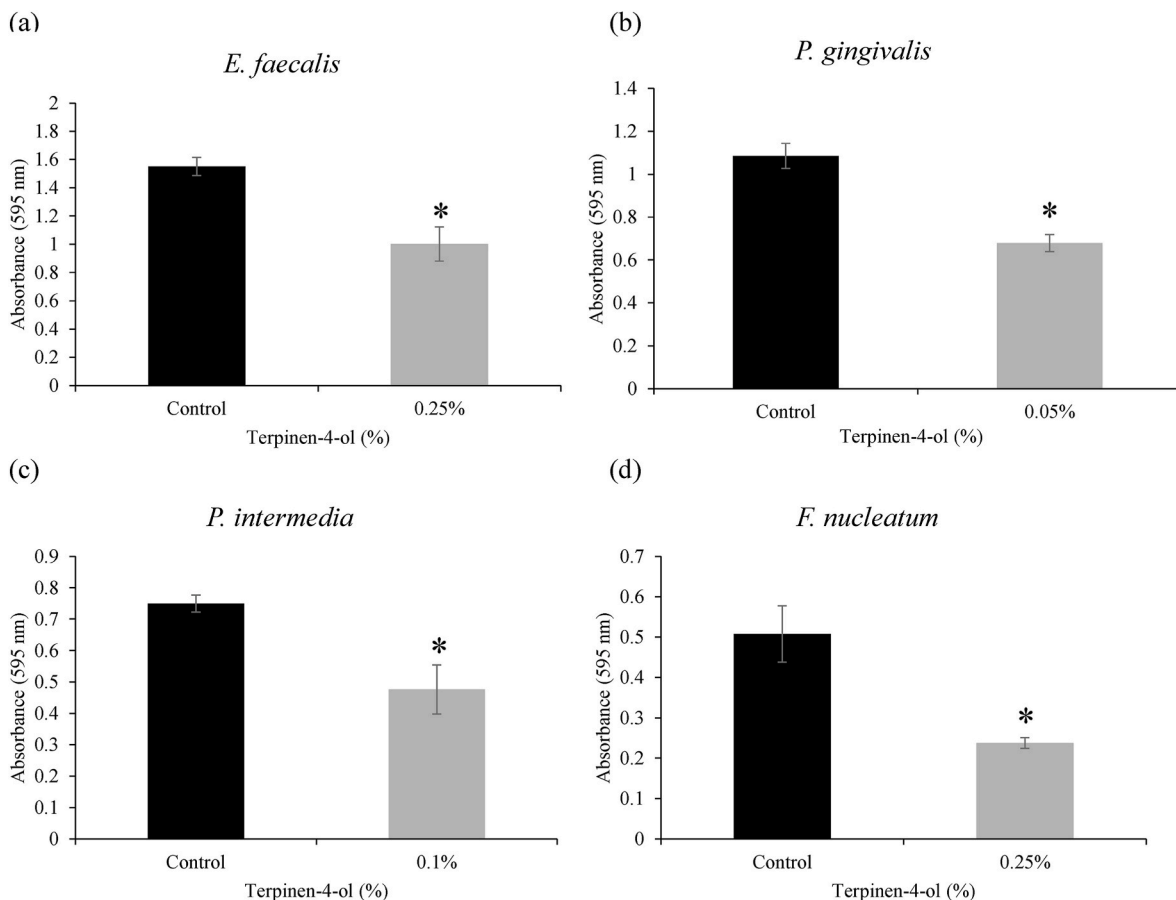 (a)
E. faecalis
Absorbance (595 nm)
2
1.8
1.6
1.4
1.2
1
0.8
0.6
0.4
0.2
0
*
Control
0.25%
Terpinen-4-ol (%)
(b)
P. gingivalis
Absorbance (595 nm)
1.4
1.2
1
0.8
0.6
0.4
0.2
0
*
Control
0.05%
Terpinen-4-ol (%)
(c)
P. intermedia
Absorbance (595 nm)
0.9
0.8
0.7
0.6
0.5
0.4
0.3
0.2
0.1
0
*
Control
0.1%
Terpinen-4-ol (%)
(d)
F. nucleatum
Absorbance (595 nm)
0.7
0.6
0.5
0.4
0.3
0.2
0.1
0
*
Control
0.25%
Terpinen-4-ol (%)